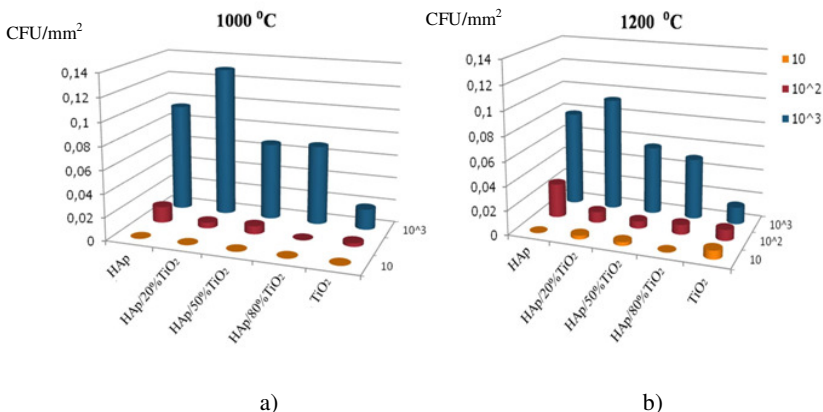 1000 ⁰C
CFU/mm²
0,14
0,12
0,1
0,08
0,06
0,04
0,02
0
HAp
HAp/20%TiO₂
HAp/50%TiO₂
HAp/80%TiO₂
TiO₂
10^3
10
a)
1200 ⁰C
CFU/mm²
0,14
0,12
0,1
0,08
0,06
0,04
0,02
0
HAp
HAp/20%TiO₂
HAp/50%TiO₂
HAp/80%TiO₂
TiO₂
10^3
10^2
10
10
10^2
10^3
b)